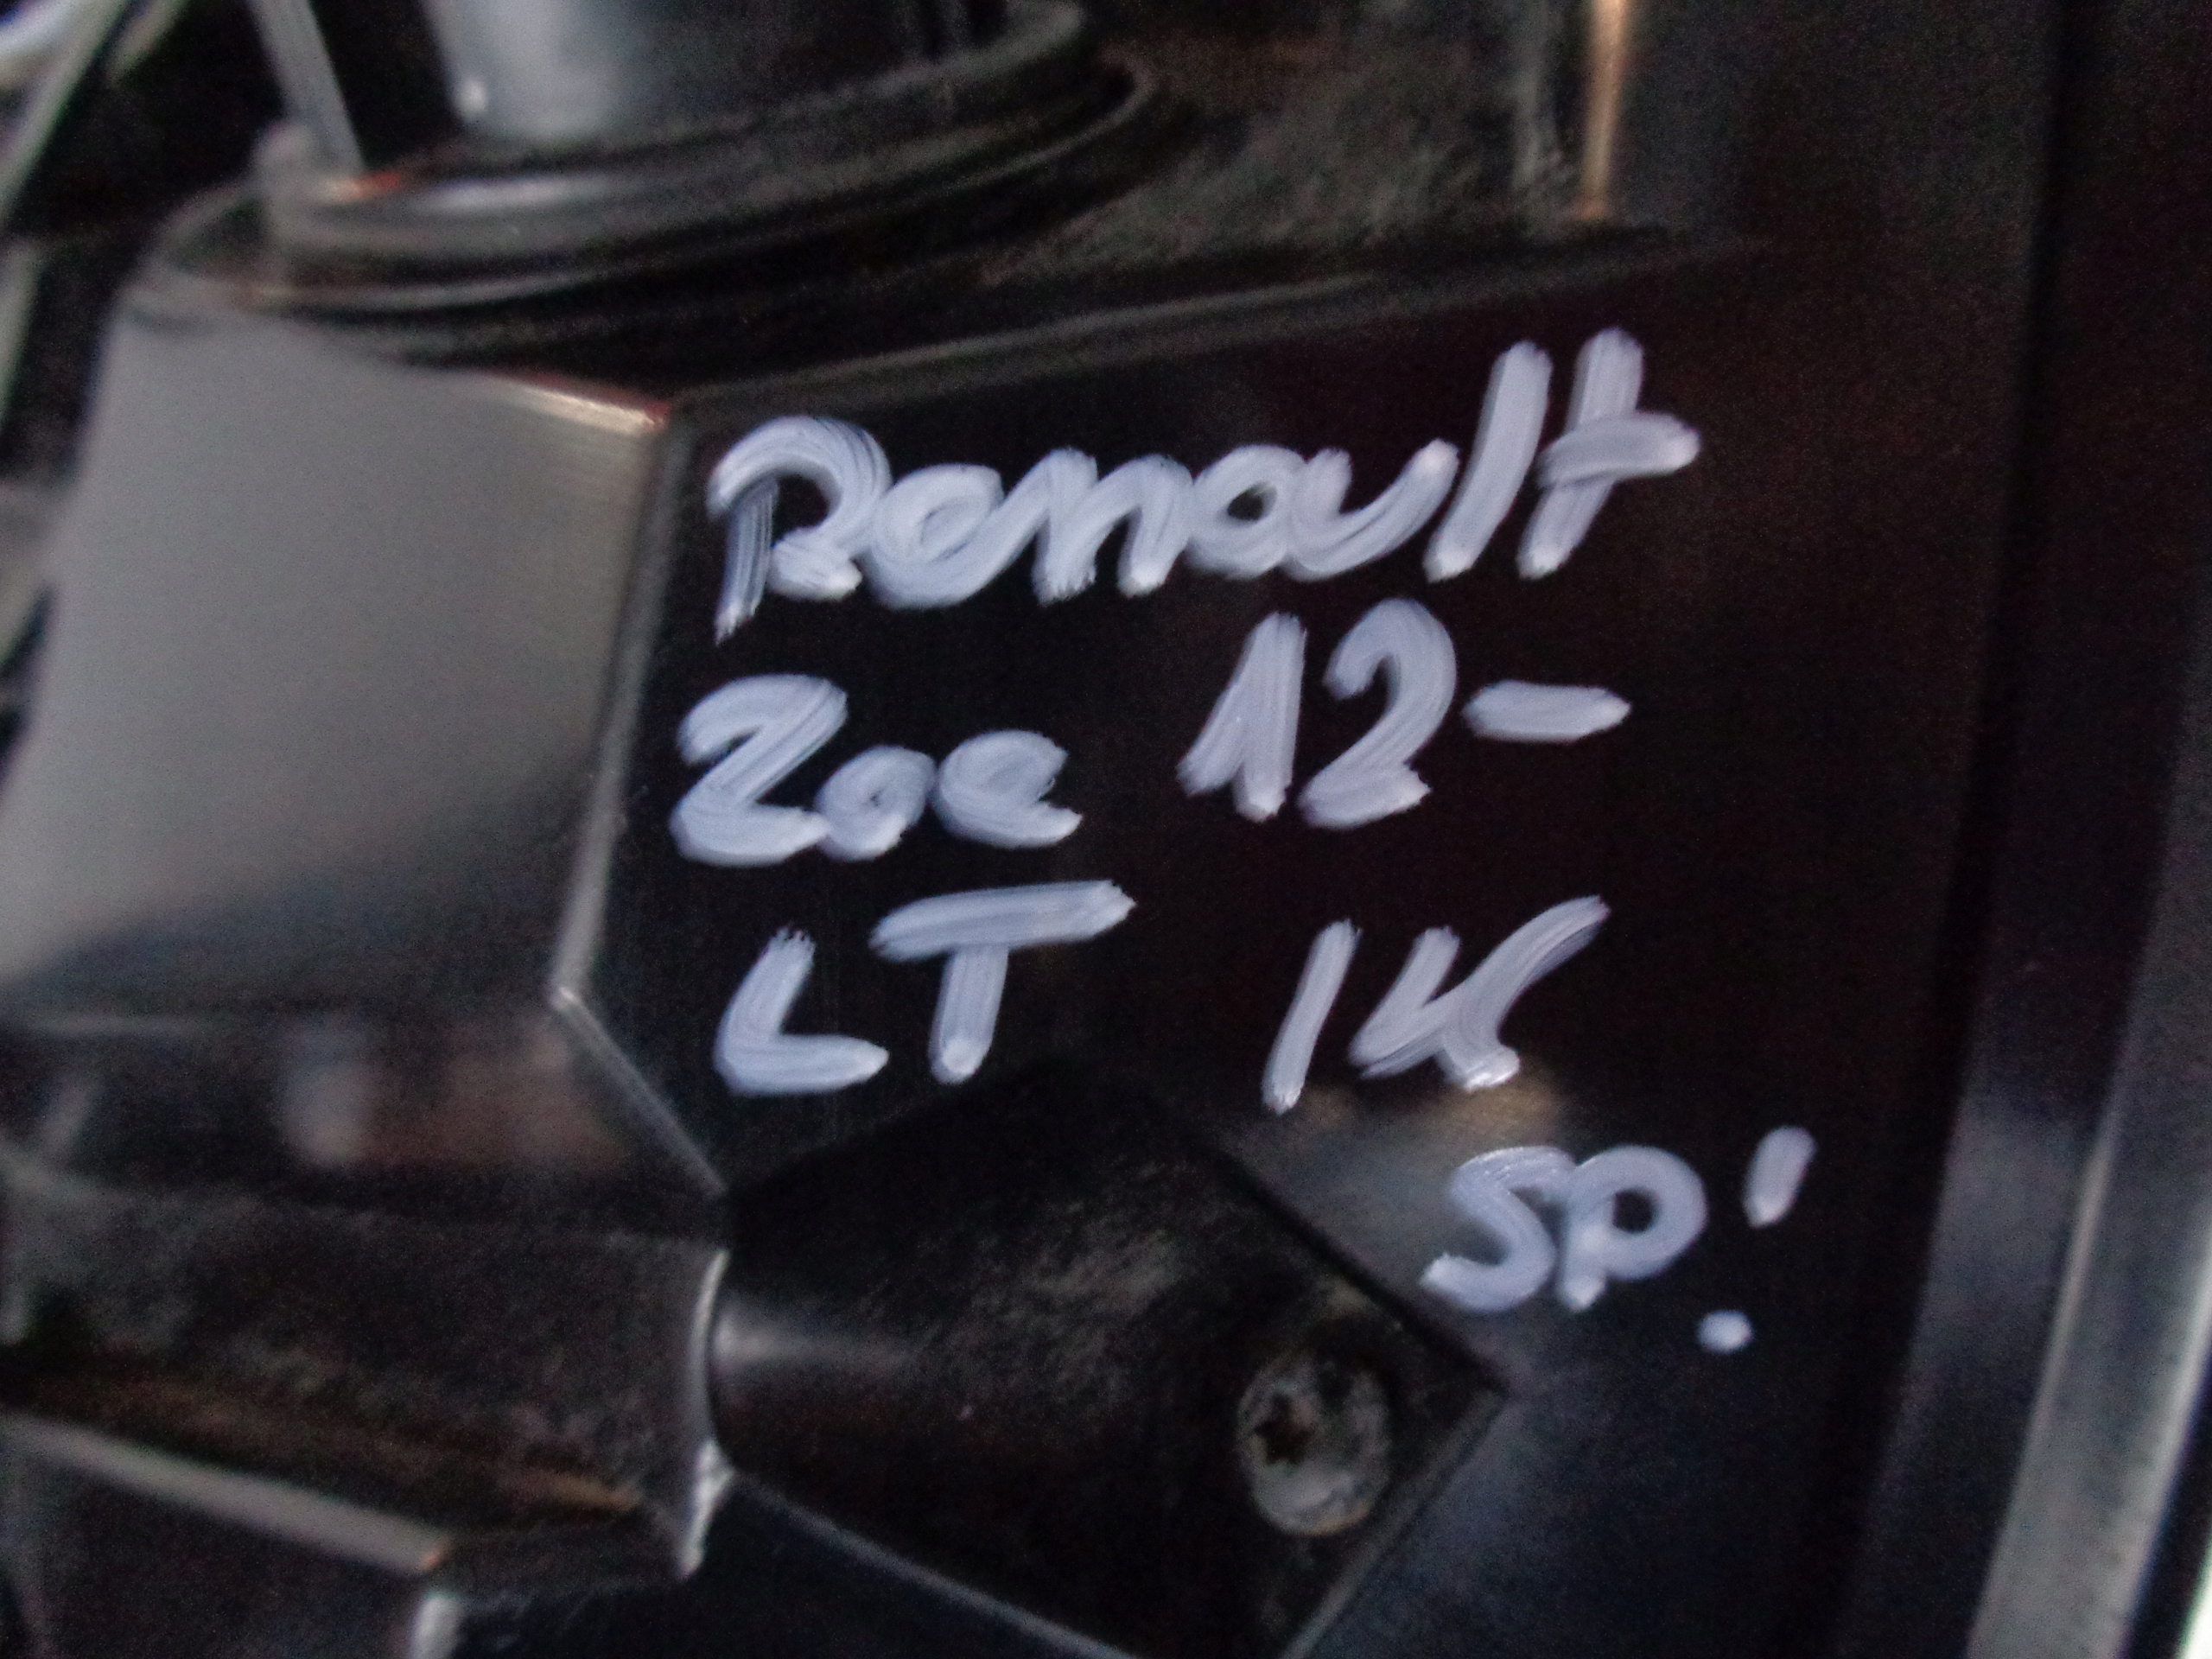 Renault
Zoe 12-
LT 1K
SP!